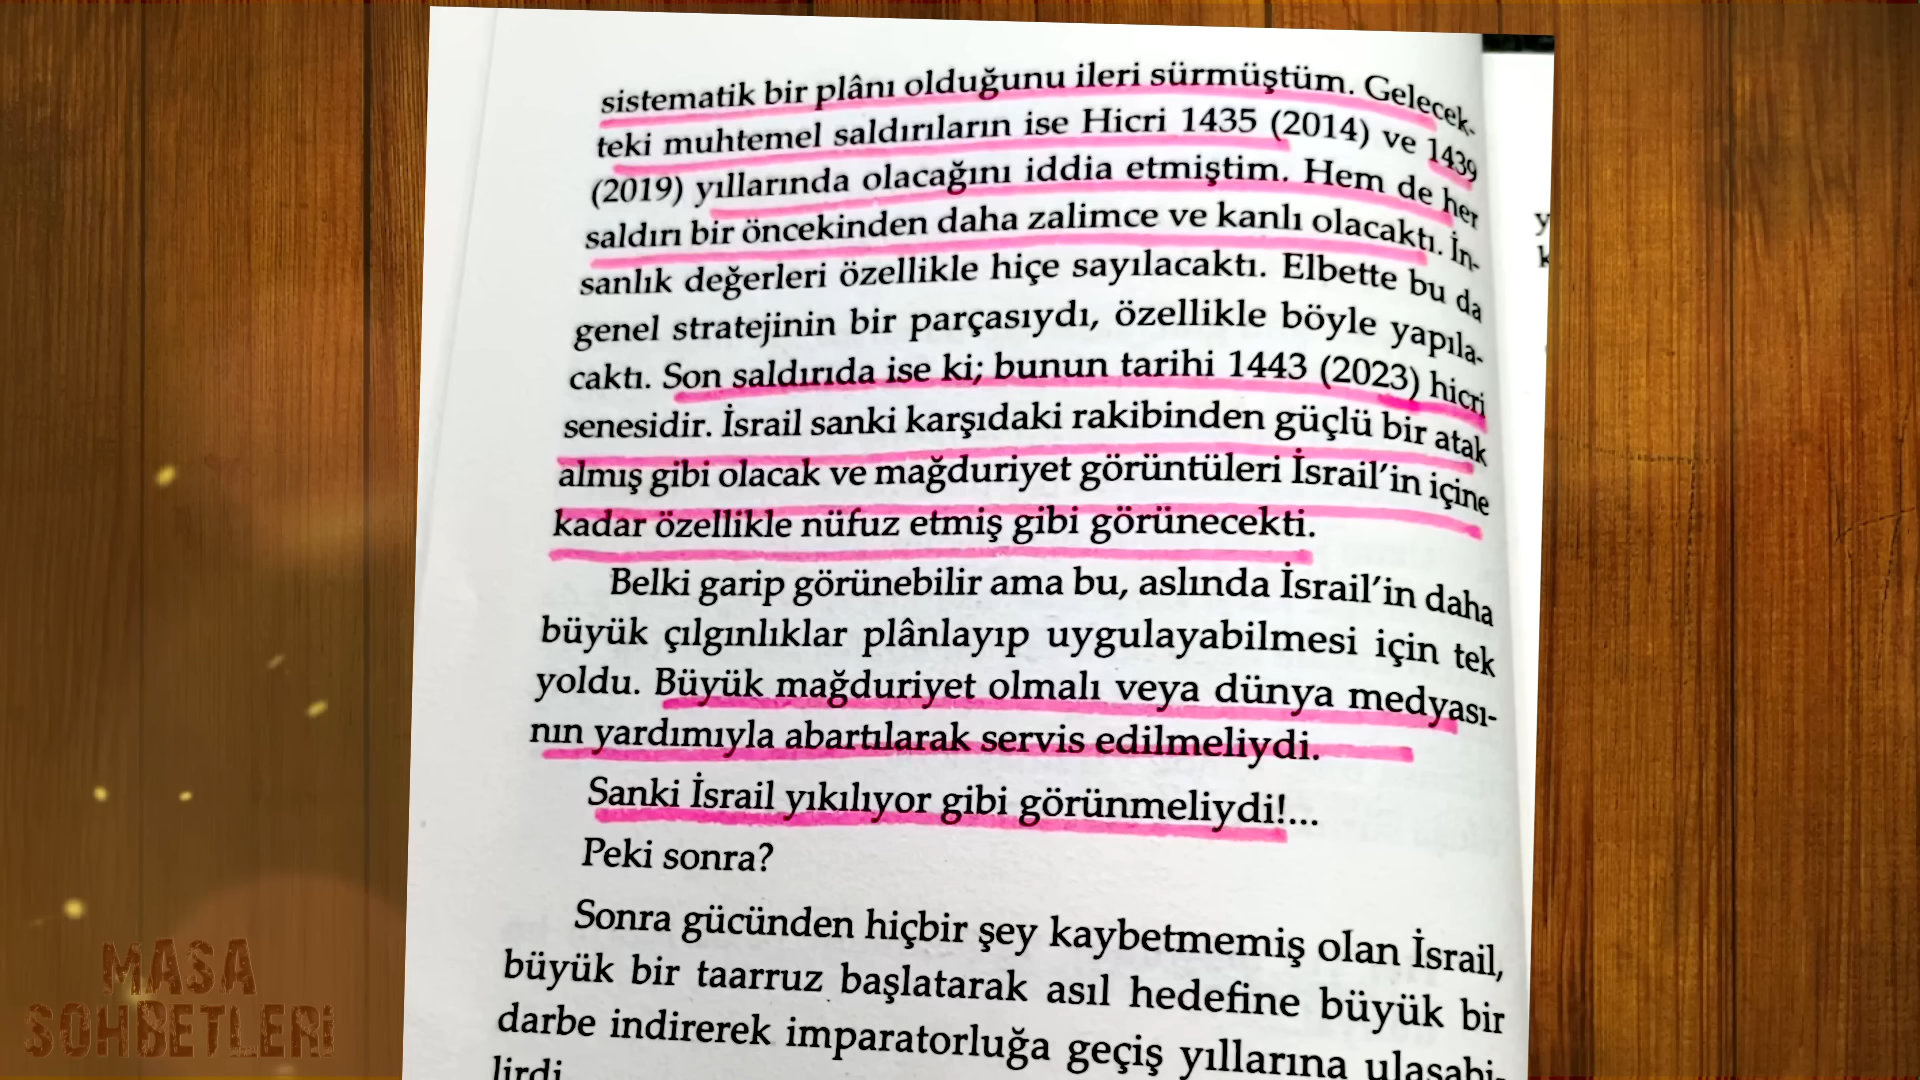 sistematik bir plânı olduğunu ileri sürmüştüm. Gelecek-
teki muhtemel saldırıların ise Hicri 1435 (2014) ve 1439
(2019) yıllarında olacağını iddia etmiştim. Hem de her
saldırı bir öncekinden daha zalimce ve kanlı olacaktı. İn-
sanlık değerleri özellikle hiçe sayılacaktı. Elbette bu da
genel stratejinin bir parçasıydı, özellikle böyle yapıla-
caktı. Son saldırıda ise ki; bunun tarihi 1443 (2023) hicri
senesidir. İsrail sanki karşıdaki rakibinden güçlü bir atak
almış gibi olacak ve mağduriyet görüntüleri İsrail'in içine
kadar özellikle nüfuz etmiş gibi görünecekti.
Belki garip görünebilir ama bu, aslında İsrail'in daha
büyük çılgınlıklar plânlayıp uygulayabilmesi için tek
yoldu. Büyük mağduriyet olmalı veya dünya medyası-
nın yardımıyla abartılarak servis edilmeliydi.
Sanki İsrail yıkılıyor gibi görünmeliydi!...
Peki sonra?
Sonra gücünden hiçbir şey kaybetmemiş olan İsrail,
büyük bir taarruz başlatarak asıl hedefine büyük bir
darbe indirerek imparatorluğa geçiş yıllarına ulaşabi-
lirdi.
MASA
SOHBETLERİ